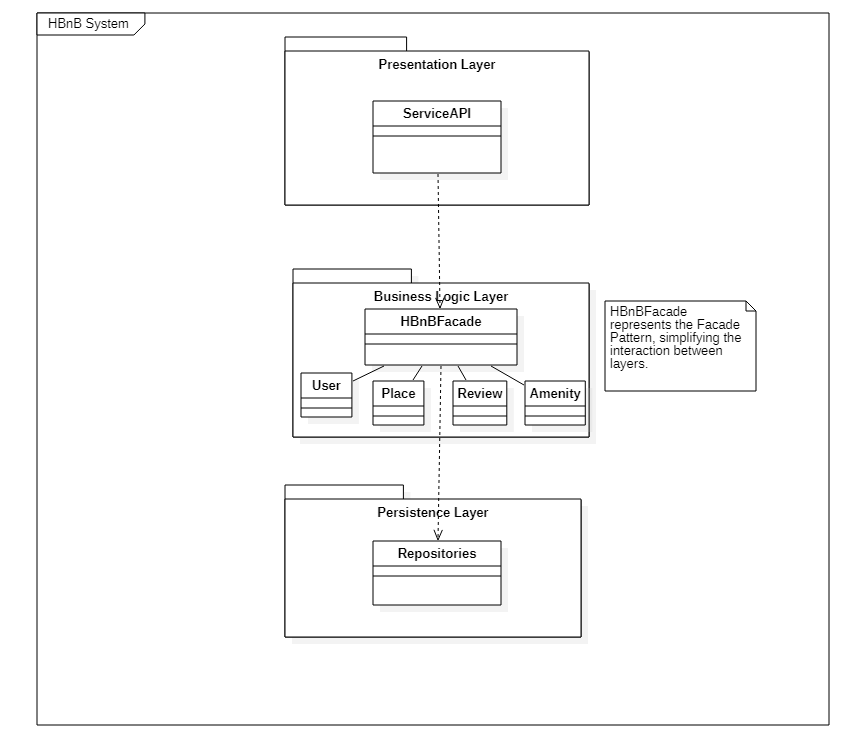 HBnB System
Presentation Layer
ServiceAPI
Business Logic Layer
HBnBFacade
HBnBFacade
represents the Facade
Pattern, simplifying the
interaction between
layers.
User
Place
Review
Amenity
Persistence Layer
Repositories